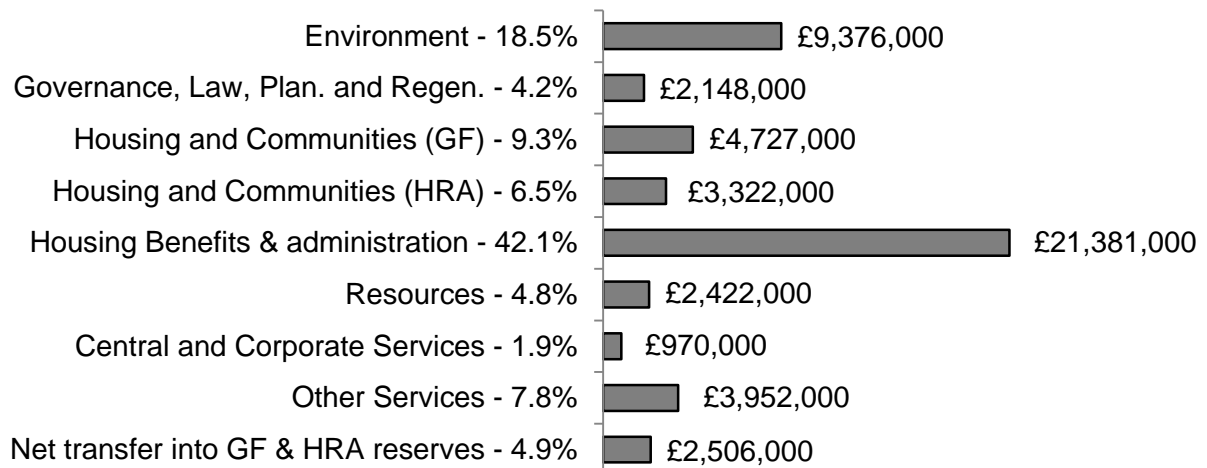 Environment - 18.5% £9,376,000
Governance, Law, Plan. and Regen. - 4.2% £2,148,000
Housing and Communities (GF) - 9.3% £4,727,000
Housing and Communities (HRA) - 6.5% £3,322,000
Housing Benefits & administration - 42.1% £21,381,000
Resources - 4.8% £2,422,000
Central and Corporate Services - 1.9% £970,000
Other Services - 7.8% £3,952,000
Net transfer into GF & HRA reserves - 4.9% £2,506,000